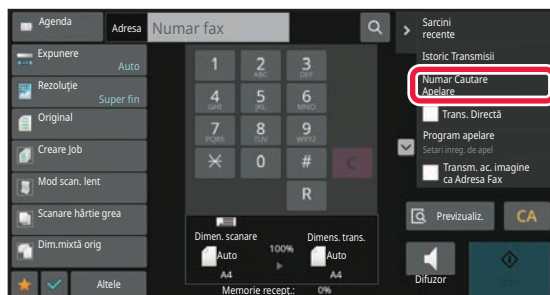 Agenda
Adresa
Numar fax
Expunere
Auto
Rezoluție
Super fin
Original
Creare Job
Mod scan. lent
Scanare hârtie grea
Dim.mixtă orig
Altele
1
2
ABC
3
DEF
4
GHI
5
JKL
6
MNO
7
PQRS
8
TUV
9
WXYZ
0
#
C
R
Dimen. scanare
Auto
A4
100%
Dimens. trans.
Auto
A4
Memorie recepț.: 0%
Sarcini
recente
Istoric Transmisii
Numar Cautare
Apelare
Trans. Directă
Program apelare
Setari inreg. de apel
Transm. ac. imagine
ca Adresa Fax
Previzualiz.
CA
Difuzor
Start